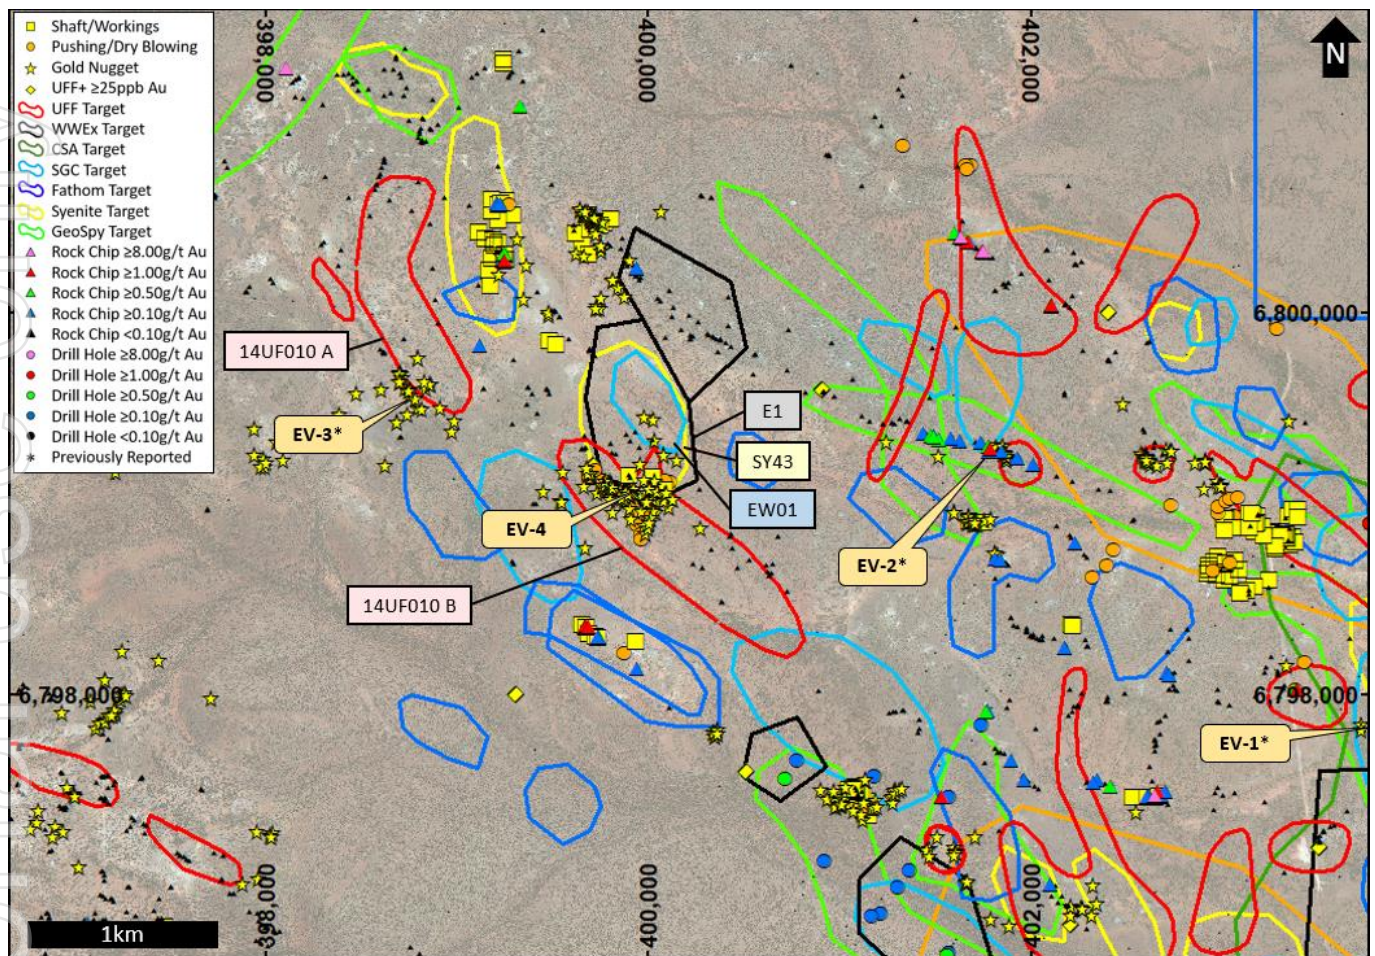 Shaft/Workings
Pushing/Dry Blowing
Gold Nugget
UFF+ ≥25ppb Au
UFF Target
WWEx Target
CSA Target
SGC Target
Fathom Target
Syenite Target
GeoSpy Target
Rock Chip ≥8.00g/t Au
Rock Chip ≥1.00g/t Au
Rock Chip ≥0.50g/t Au
Rock Chip ≥0.10g/t Au
Rock Chip <0.10g/t Au
Drill Hole ≥8.00g/t Au
Drill Hole ≥1.00g/t Au
Drill Hole ≥0.50g/t Au
Drill Hole ≥0.10g/t Au
Drill Hole <0.10g/t Au
* Previously Reported
398,000
400,000
402,000
N
6,800,000
14UF010 A
E1
EV-3*
SY43
EW01
EV-4
EV-2*
14UF010 B
6,798,000
6,798,000
EV-1*
398,000
400,000
402,000
1km